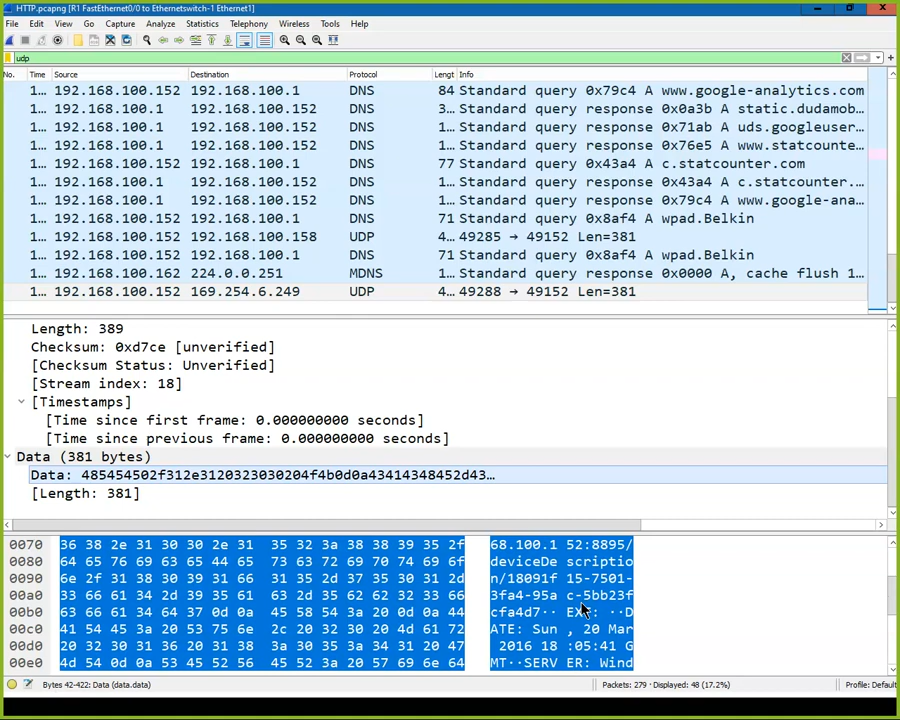 HTTP.pcapng [R1 FastEthernet0/0 to Ethernetswitch-1 Ethernet1]
File Edit View Go Capture Analyze Statistics Telephony Wireless Tools Help
udp
No. Time Source Destination Protocol Lengt Info
1… 192.168.100.152 192.168.100.1 DNS 84 Standard query 0x79c4 A www.google-analytics.com
1… 192.168.100.1 192.168.100.152 DNS 3… Standard query response 0x0a3b A static.dudamob…
1… 192.168.100.1 192.168.100.152 DNS 1… Standard query response 0x71ab A uds.googleuser…
1… 192.168.100.1 192.168.100.152 DNS 1… Standard query response 0x76e5 A www.statcounte…
1… 192.168.100.152 192.168.100.1 DNS 77 Standard query 0x43a4 A c.statcounter.com
1… 192.168.100.1 192.168.100.152 DNS 1… Standard query response 0x43a4 A c.statcounter.…
1… 192.168.100.1 192.168.100.152 DNS 1… Standard query response 0x79c4 A www.google-ana…
1… 192.168.100.152 192.168.100.1 DNS 71 Standard query 0x8af4 A wpad.Belkin
1… 192.168.100.152 192.168.100.158 UDP 4… 49285 → 49152 Len=381
1… 192.168.100.152 192.168.100.1 DNS 71 Standard query 0x8af4 A wpad.Belkin
1… 192.168.100.162 224.0.0.251 MDNS 1… Standard query response 0x0000 A, cache flush 1…
1… 192.168.100.152 169.254.6.249 UDP 4… 49288 → 49152 Len=381
Length: 389
Checksum: 0xd7ce [unverified]
[Checksum Status: Unverified]
[Stream index: 18]
[Timestamps]
[Time since first frame: 0.000000000 seconds]
[Time since previous frame: 0.000000000 seconds]
Data (381 bytes)
Data: 485454502f312e3120323030204f4b0d0a43414348452d43…
[Length: 381]
0070 36 38 2e 31 30 30 2e 31 35 32 3a 38 38 39 35 2f 68.100.1 52:8895/
0080 64 65 76 69 63 65 44 65 73 63 72 69 70 74 69 6f deviceDe scriptio
0090 6e 2f 31 38 30 39 31 66 31 35 2d 37 35 30 31 2d n/18091f 15-7501-
00a0 33 66 61 34 2d 39 35 61 63 2d 35 62 62 32 33 66 3fa4-95a c-5bb23f
00b0 63 66 61 34 64 37 0d 0a 45 58 54 3a 20 0d 0a 44 cfa4d7·· EXT: ··D
00c0 41 54 45 3a 20 53 75 6e 2c 20 32 30 20 4d 61 72 ATE: Sun , 20 Mar
00d0 20 32 30 31 36 20 31 38 3a 30 35 3a 34 31 20 47 2016 18 :05:41 G
00e0 4d 54 0d 0a 53 45 52 56 45 52 3a 20 57 69 6e 64 MT··SERV ER: Wind
Bytes 42-422: Data (data.data) Packets: 279 · Displayed: 48 (17.2%) Profile: Default